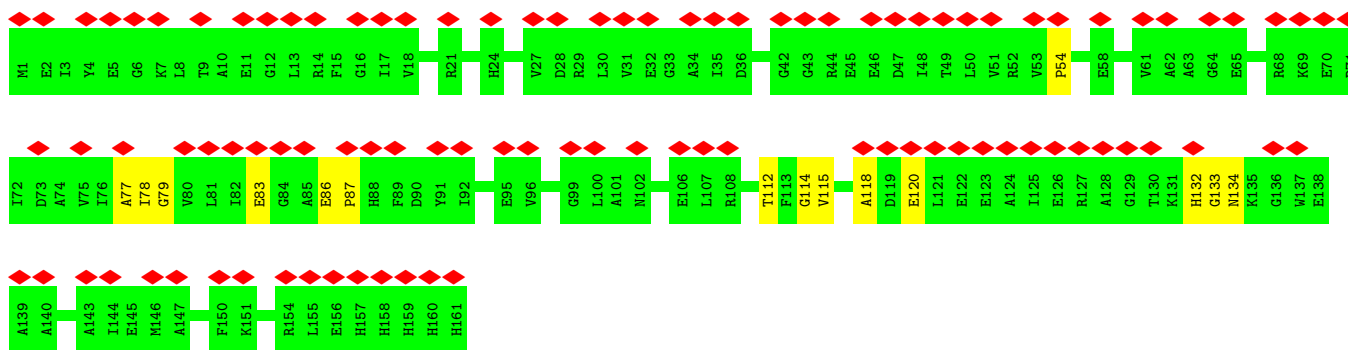 M1 E2 I3 Y4 E5 G6 K7 L8 T9 A10 E11 G12 L13 R14 F15 G16 I17 V18 R21 H24 V27 D28 R29 L30 V31 E32 G33 A34 I35 D36 G42 G43 R44 E45 E46 D47 I48 T49 L50 V51 R52 V53 P54 E58 V61 A62 A63 G64 E65 R68 K69 E70
I72 D73 A74 V75 I76 A77 I78 G79 V80 L81 I82 E83 G84 A85 E86 P87 H88 F89 D90 Y91 I92 E95 V96 G99 L100 A101 N102 E106 L107 R108 T112 F113 G114 V115 A118 D119 E120 L121 E122 E123 A124 I125 E126 R127 A128 G129 T130 K131 H132 G133 N134 K135 G136 W137 E138
A139 A140 A143 I144 E145 M146 A147 F150 K151 R154 L155 E156 H157 H158 H159 H160 H161